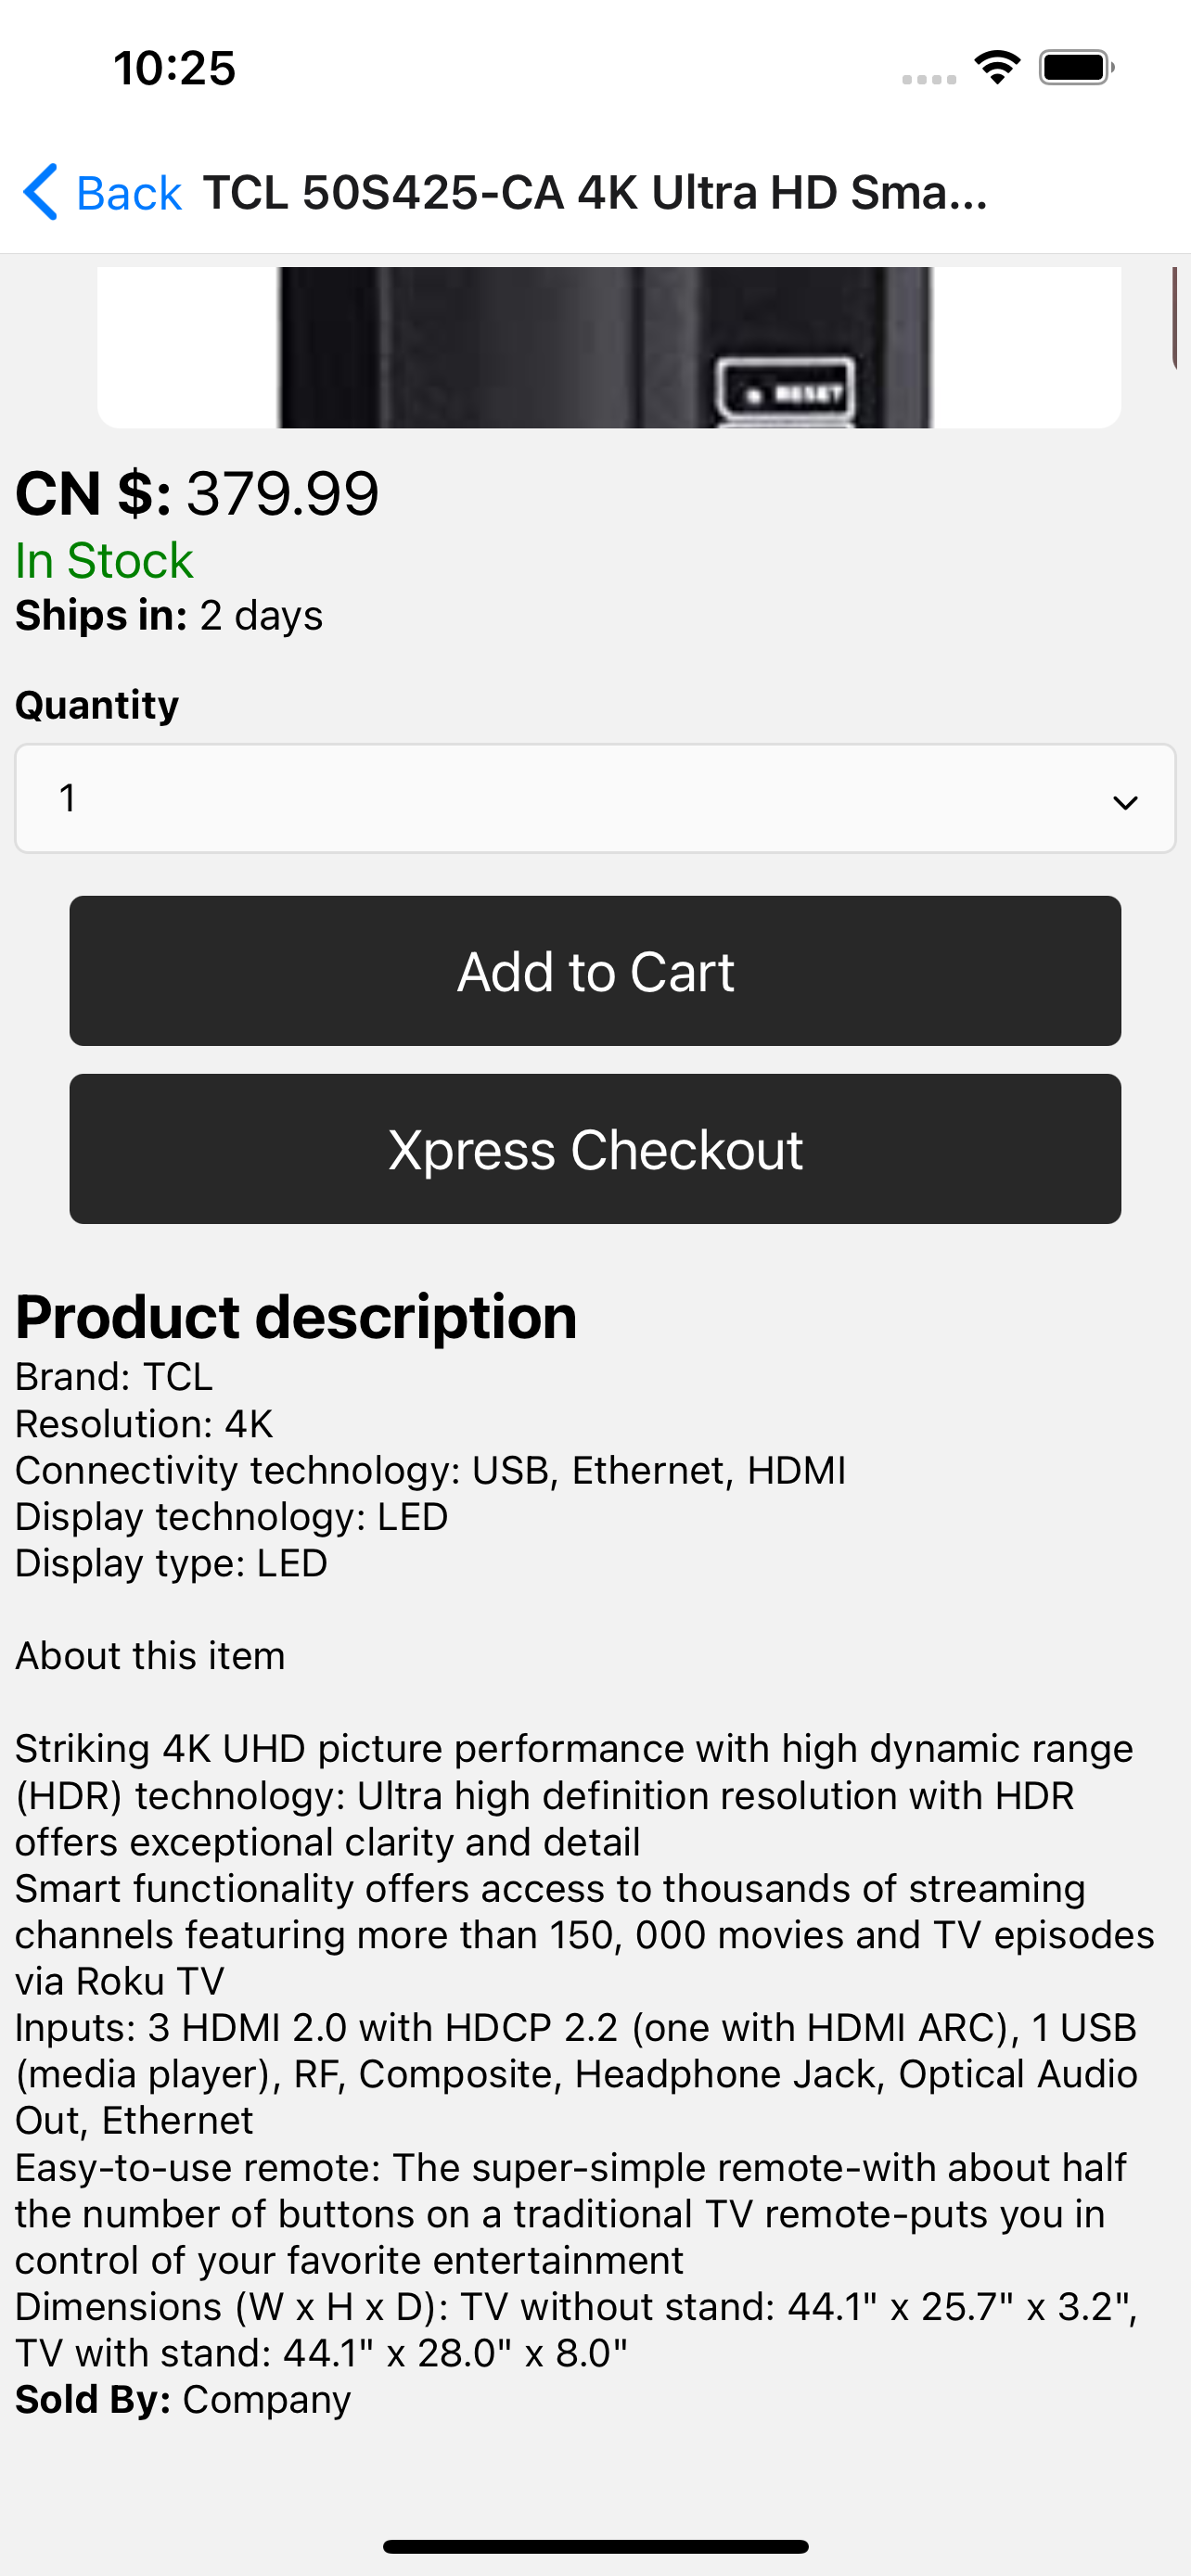 10:25
Back TCL 50S425-CA 4K Ultra HD Sma...
RESET
CN $: 379.99
In Stock
Ships in: 2 days
Quantity
1
Add to Cart
Xpress Checkout
Product description
Brand: TCL
Resolution: 4K
Connectivity technology: USB, Ethernet, HDMI
Display technology: LED
Display type: LED
About this item
Striking 4K UHD picture performance with high dynamic range
(HDR) technology: Ultra high definition resolution with HDR
offers exceptional clarity and detail
Smart functionality offers access to thousands of streaming
channels featuring more than 150, 000 movies and TV episodes
via Roku TV
Inputs: 3 HDMI 2.0 with HDCP 2.2 (one with HDMI ARC), 1 USB
(media player), RF, Composite, Headphone Jack, Optical Audio
Out, Ethernet
Easy-to-use remote: The super-simple remote-with about half
the number of buttons on a traditional TV remote-puts you in
control of your favorite entertainment
Dimensions (W x H x D): TV without stand: 44.1" x 25.7" x 3.2",
TV with stand: 44.1" x 28.0" x 8.0"
Sold By: Company